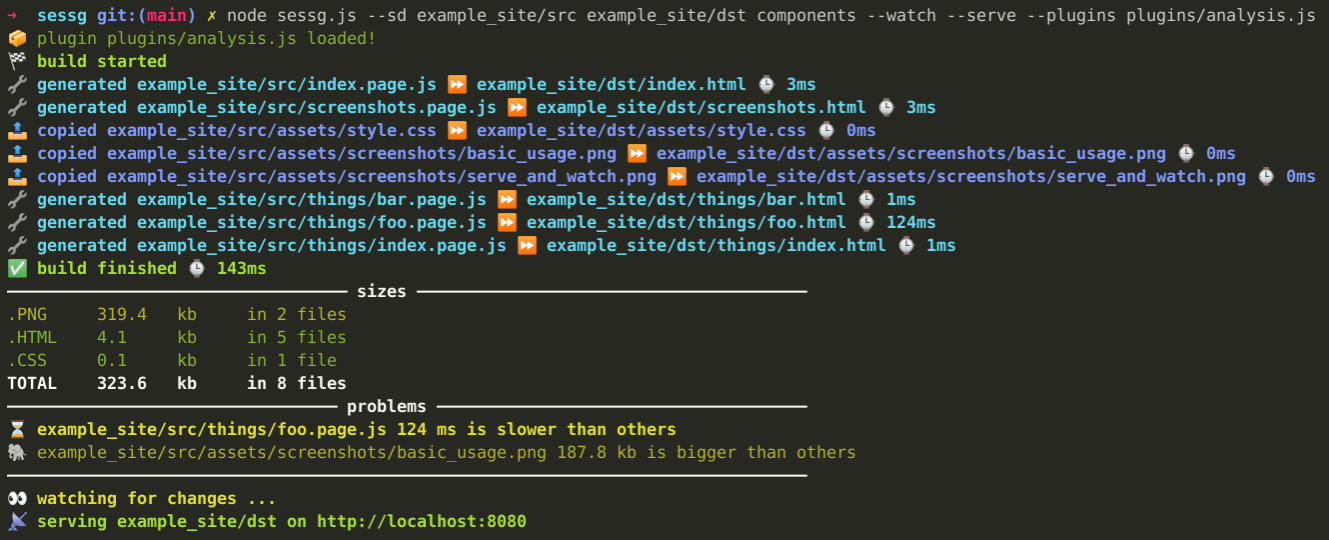 → sessg git:(main) ✗ node sessg.js --sd example_site/src example_site/dst components --watch --serve --plugins plugins/analysis.js
📦 plugin plugins/analysis.js loaded!
🏁 build started
🔧 generated example_site/src/index.page.js ⏩ example_site/dst/index.html ⌚ 3ms
🔧 generated example_site/src/screenshots.page.js ⏩ example_site/dst/screenshots.html ⌚ 3ms
📤 copied example_site/src/assets/style.css ⏩ example_site/dst/assets/style.css ⌚ 0ms
📤 copied example_site/src/assets/screenshots/basic_usage.png ⏩ example_site/dst/assets/screenshots/basic_usage.png ⌚ 0ms
📤 copied example_site/src/assets/screenshots/serve_and_watch.png ⏩ example_site/dst/assets/screenshots/serve_and_watch.png ⌚ 0ms
🔧 generated example_site/src/things/bar.page.js ⏩ example_site/dst/things/bar.html ⌚ 1ms
🔧 generated example_site/src/things/foo.page.js ⏩ example_site/dst/things/foo.html ⌚ 124ms
🔧 generated example_site/src/things/index.page.js ⏩ example_site/dst/things/index.html ⌚ 1ms
✅ build finished ⌚ 143ms
sizes
.PNG 319.4 kb in 2 files
.HTML 4.1 kb in 5 files
.CSS 0.1 kb in 1 file
TOTAL 323.6 kb in 8 files
problems
⌛ example_site/src/things/foo.page.js 124 ms is slower than others
🐘 example_site/src/assets/screenshots/basic_usage.png 187.8 kb is bigger than others
👀 watching for changes ...
📡 serving example_site/dst on http://localhost:8080